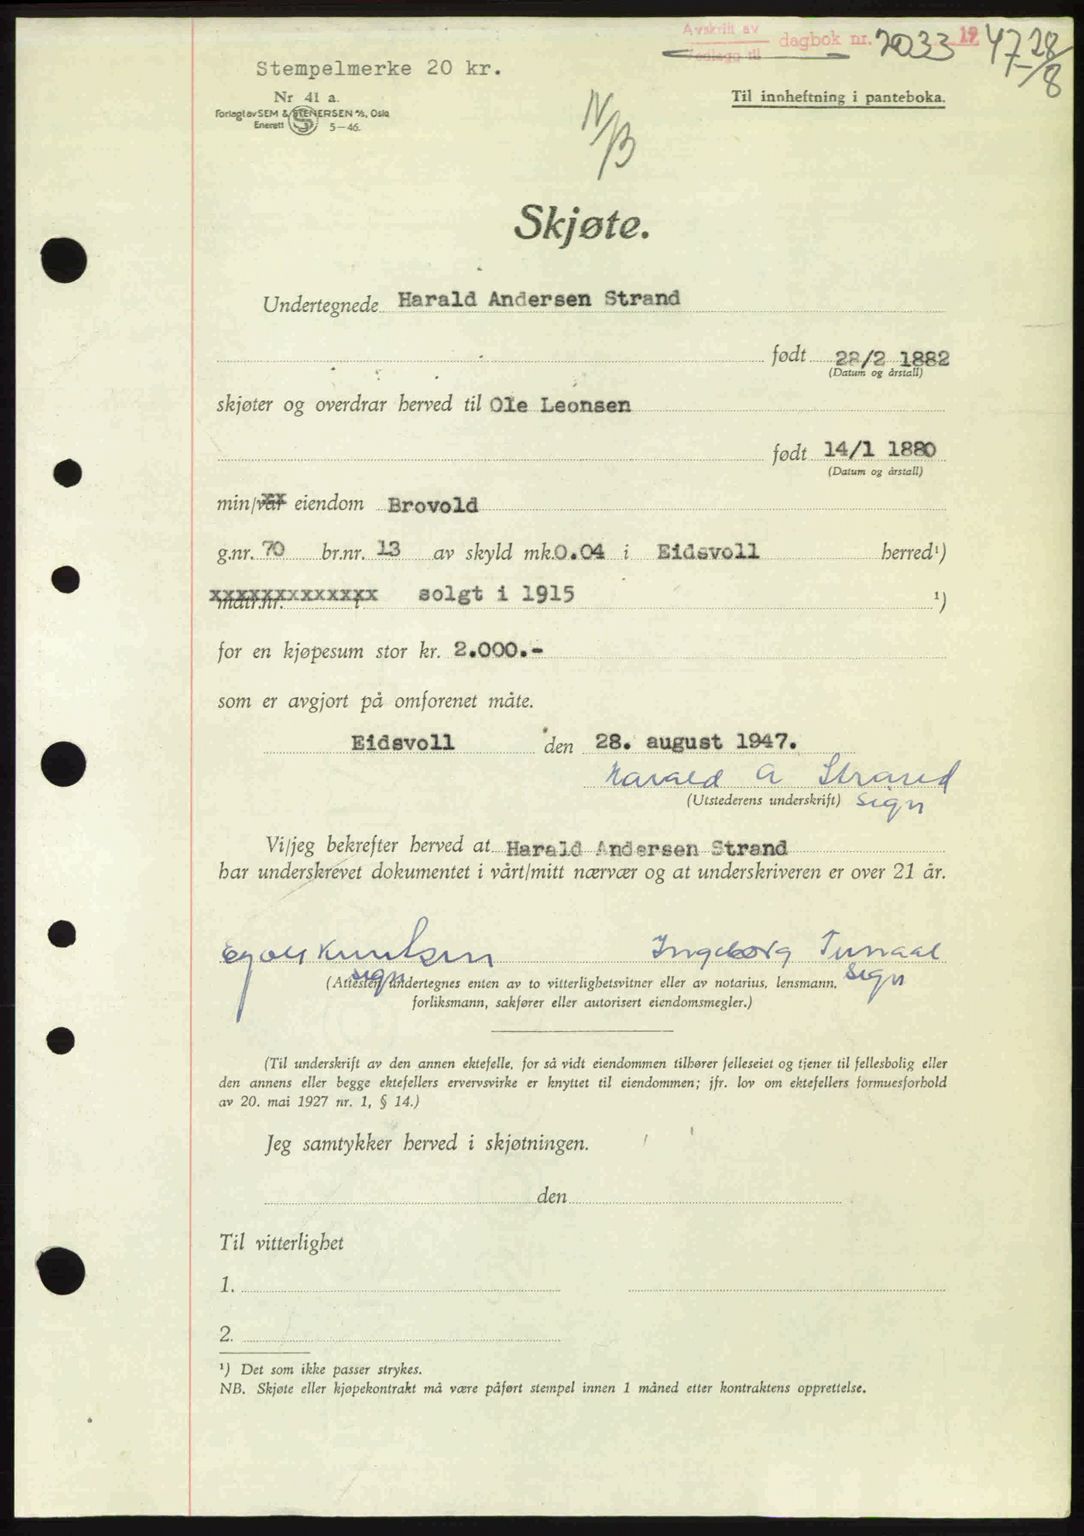 Avskrift av
dagbok nr. 2033 1947 28/8
Vedlegg til
Stempelmerke 20 kr.
Nr 41 a.
Forlagt av SEM & STENERSEN A/S, Oslo
Enerett S 5—46.
Til innheftning i panteboka.
N/B
Skjøte.
Undertegnede Harald Andersen Strand
født 28/2 1882
(Datum og årstall)
skjøter og overdrar herved til Ole Leonsen
født 14/1 1880
(Datum og årstall)
min/vår eiendom Brovold
g.nr. 70 br.nr. 13 av skyld mk. 0.04 i Eidsvoll herred¹)
matr.nr. i solgt i 1915 ¹)
for en kjøpesum stor kr. 2.000.-
som er avgjort på omforenet måte.
Eidsvoll den 28. august 1947.
Harald A Strand
(Utstederens underskrift) sign
Vi/jeg bekrefter herved at Harald Andersen Strand
har underskrevet dokumentet i vårt/mitt nærvær og at underskriveren er over 21 år.
Knutsen Ingeborg
sign sign
(Attesten undertegnes enten av to vitterlighetsvitner eller av notarius, lensmann,
forliksmann, sakfører eller autorisert eiendomsmegler.)
(Til underskrift av den annen ektefelle, for så vidt eiendommen tilhører felleseiet og tjener til fellesbolig eller
den annens eller begge ektefellers ervervsvirke er knyttet til eiendommen; jfr. lov om ektefellers formuesforhold
av 20. mai 1927 nr. 1, § 14.)
Jeg samtykker herved i skjøtningen.
den
Til vitterlighet
1.
2.
¹) Det som ikke passer strykes.
NB. Skjøte eller kjøpekontrakt må være påført stempel innen 1 måned etter kontraktens opprettelse.